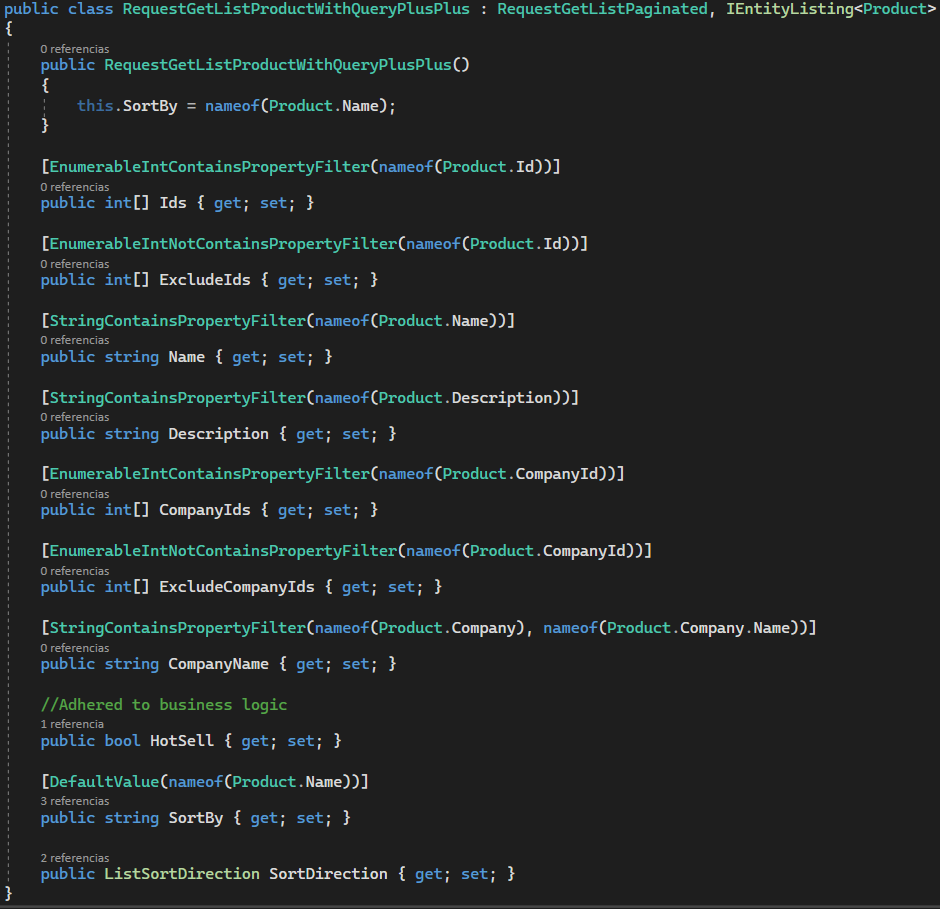 public class RequestGetListProductWithQueryPlusPlus : RequestGetListPaginated, IEntityListing<Product>
{
0 referencias
public RequestGetListProductWithQueryPlusPlus()
{
this.SortBy = nameof(Product.Name);
}
[EnumerableIntContainsPropertyFilter(nameof(Product.Id))]
0 referencias
public int[] Ids { get; set; }
[EnumerableIntNotContainsPropertyFilter(nameof(Product.Id))]
0 referencias
public int[] ExcludeIds { get; set; }
[StringContainsPropertyFilter(nameof(Product.Name))]
0 referencias
public string Name { get; set; }
[StringContainsPropertyFilter(nameof(Product.Description))]
0 referencias
public string Description { get; set; }
[EnumerableIntContainsPropertyFilter(nameof(Product.CompanyId))]
0 referencias
public int[] CompanyIds { get; set; }
[EnumerableIntNotContainsPropertyFilter(nameof(Product.CompanyId))]
0 referencias
public int[] ExcludeCompanyIds { get; set; }
[StringContainsPropertyFilter(nameof(Product.Company), nameof(Product.Company.Name))]
0 referencias
public string CompanyName { get; set; }
//Adhered to business logic
1 referencia
public bool HotSell { get; set; }
[DefaultValue(nameof(Product.Name))]
3 referencias
public string SortBy { get; set; }
2 referencias
public ListSortDirection SortDirection { get; set; }
}